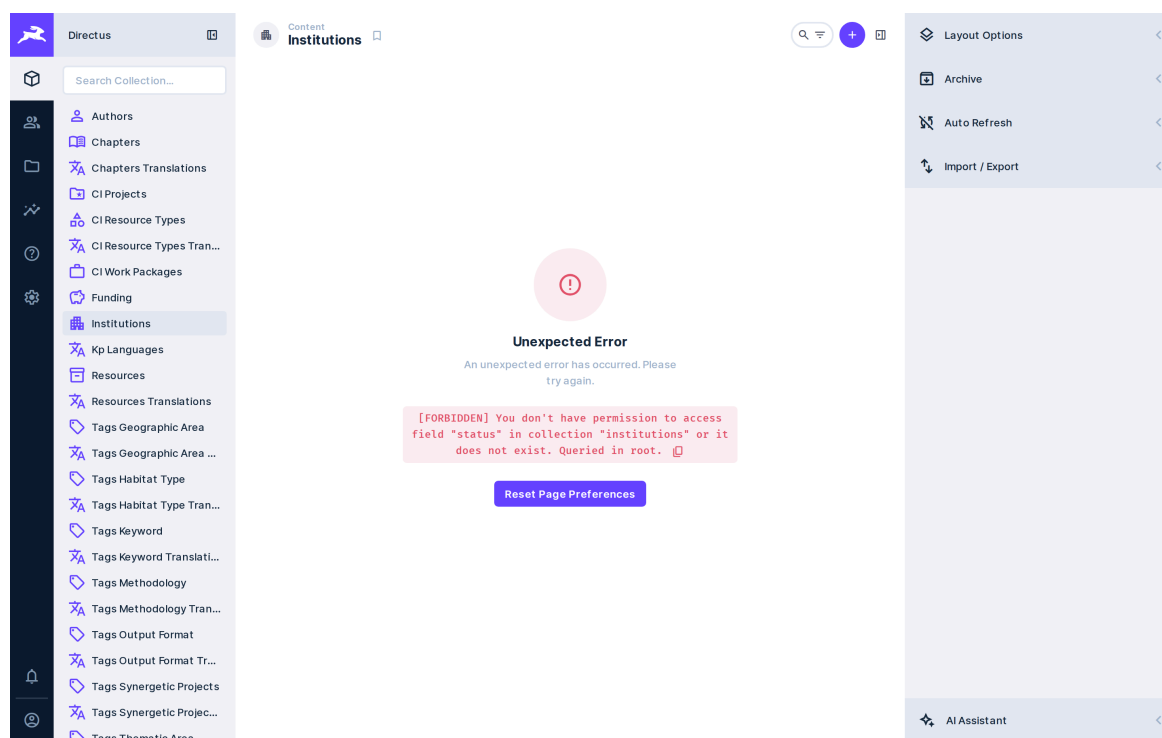 Directus
Search Collection...
Authors
Chapters
Chapters Translations
CI Projects
CI Resource Types
CI Resource Types Tran...
CI Work Packages
Funding
Institutions
Kp Languages
Resources
Resources Translations
Tags Geographic Area
Tags Geographic Area ...
Tags Habitat Type
Tags Habitat Type Tran...
Tags Keyword
Tags Keyword Translati...
Tags Methodology
Tags Methodology Tran...
Tags Output Format
Tags Output Format Tr...
Tags Synergetic Projects
Tags Synergetic Projec...
Tags Thematic Area
Content
Institutions
Unexpected Error
An unexpected error has occurred. Please
try again.
[FORBIDDEN] You don't have permission to access
field "status" in collection "institutions" or it
does not exist. Queried in root.
Reset Page Preferences
Layout Options
Archive
Auto Refresh
Import / Export
AI Assistant